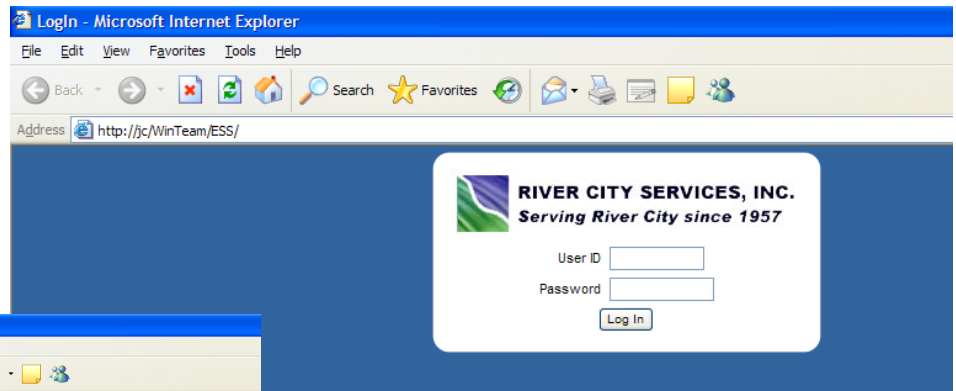 LogIn - Microsoft Internet Explorer
File Edit View Favorites Tools Help
Back Search Favorites
Address http://jc/WinTeam/ESS/
RIVER CITY SERVICES, INC.
Serving River City since 1957
User ID
Password
Log In